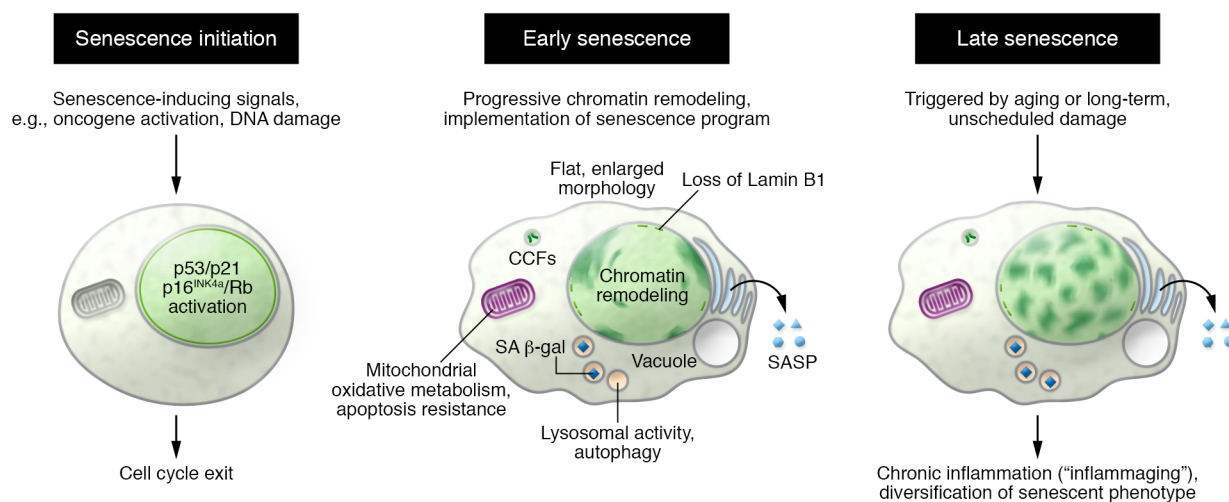 Senescence initiation
Senescence-inducing signals,
e.g., oncogene activation, DNA damage
p53/p21
p16INK4a/Rb
activation
Cell cycle exit
Early senescence
Progressive chromatin remodeling,
implementation of senescence program
Flat, enlarged
morphology
Loss of Lamin B1
CCFs
Chromatin
remodeling
SA β-gal
Vacuole
SASP
Mitochondrial
oxidative metabolism,
apoptosis resistance
Lysosomal activity,
autophagy
Late senescence
Triggered by aging or long-term,
unscheduled damage
Chronic inflammation (“inflammaging”),
diversification of senescent phenotype